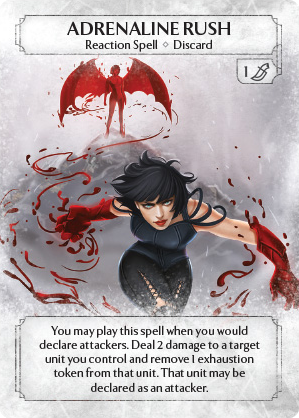 ADRENALINE RUSH
Reaction Spell ⬦ Discard
1
You may play this spell when you would
declare attackers. Deal 2 damage to a target
unit you control and remove 1 exhaustion
token from that unit. That unit may be
declared as an attacker.